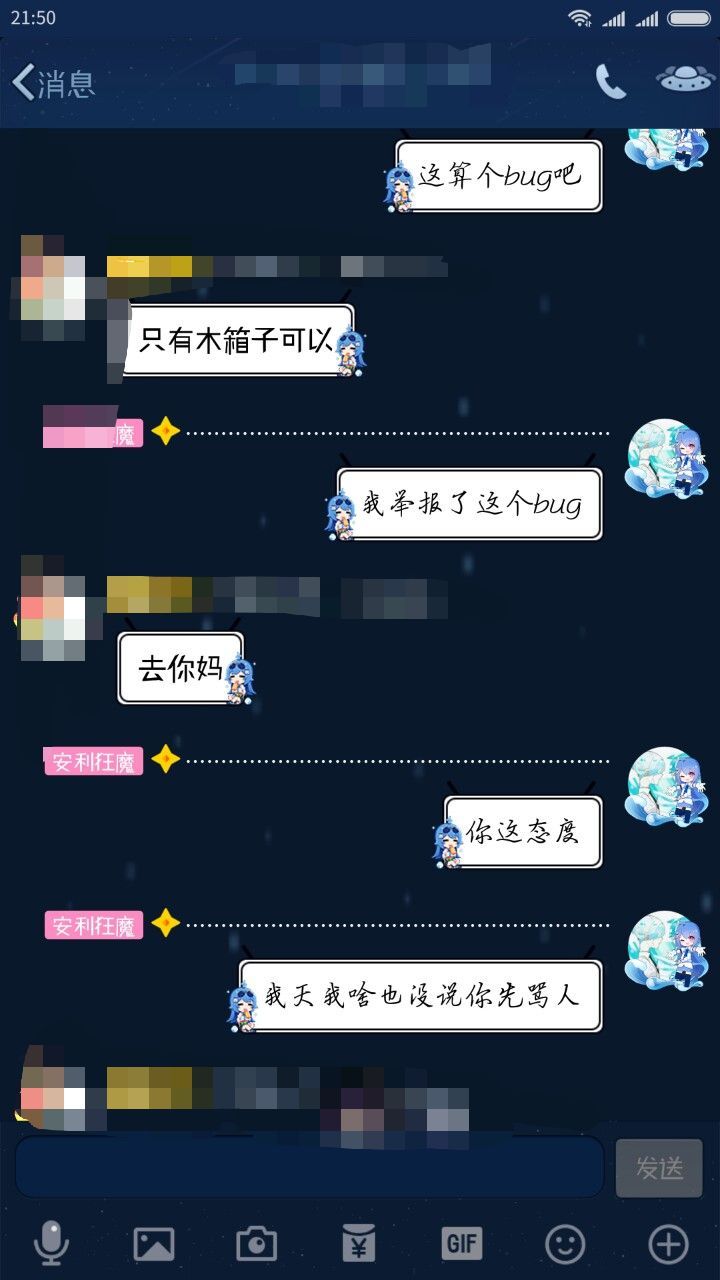 21:50
消息
这算个bug吧
只有木箱子可以
魔
我举报了这个bug
去你妈
安利狂魔
你这态度
安利狂魔
我天我啥也没说你先骂人
发送
GIF